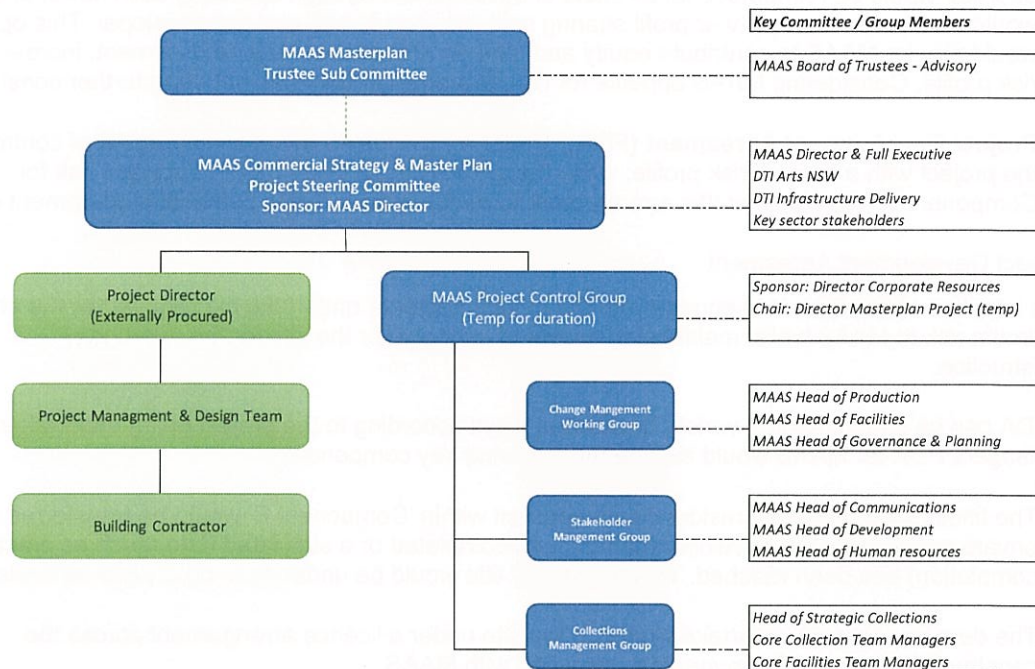 MAAS Masterplan
Trustee Sub Committee
Key Committee / Group Members
MAAS Board of Trustees - Advisory
MAAS Commercial Strategy & Master Plan
Project Steering Committee
Sponsor: MAAS Director
MAAS Director & Full Executive
DTI Arts NSW
DTI Infrastructure Delivery
Key sector stakeholders
Project Director
(Externally Procured)
MAAS Project Control Group
(Temp for duration)
Sponsor: Director Corporate Resources
Chair: Director Masterplan Project (temp)
Project Managment & Design Team
Change Mangement
Working Group
MAAS Head of Production
MAAS Head of Facilities
MAAS Head of Governance & Planning
Building Contractor
Stakeholder
Mangement Group
MAAS Head of Communications
MAAS Head of Development
MAAS Head of Human resources
Collections
Management Group
Head of Strategic Collections
Core Collection Team Managers
Core Facilities Team Managers